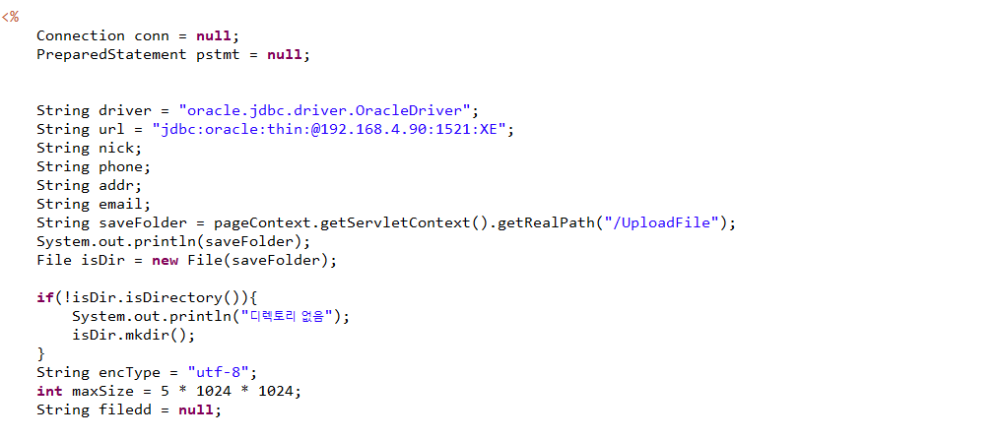 <%
Connection conn = null;
PreparedStatement pstmt = null;
String driver = "oracle.jdbc.driver.OracleDriver";
String url = "jdbc:oracle:thin:@192.168.4.90:1521:XE";
String nick;
String phone;
String addr;
String email;
String saveFolder = pageContext.getServletContext().getRealPath("/UploadFile");
System.out.println(saveFolder);
File isDir = new File(saveFolder);
if(!isDir.isDirectory()){
System.out.println("디렉토리 없음");
isDir.mkdir();
}
String encType = "utf-8";
int maxSize = 5 * 1024 * 1024;
String filedd = null;